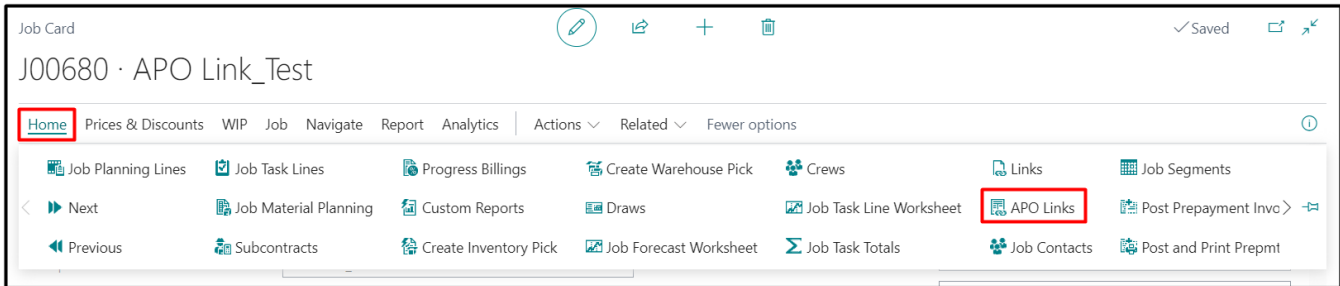 Job Card
Saved
J00680 · APO Link_Test
Home Prices & Discounts WIP Job Navigate Report Analytics Actions Related Fewer options
Job Planning Lines Job Task Lines Progress Billings Create Warehouse Pick Crews Links Job Segments
Next Job Material Planning Custom Reports Draws Job Task Line Worksheet APO Links Post Prepayment Invc
Previous Subcontracts Create Inventory Pick Job Forecast Worksheet Job Task Totals Job Contacts Post and Print Prepmt